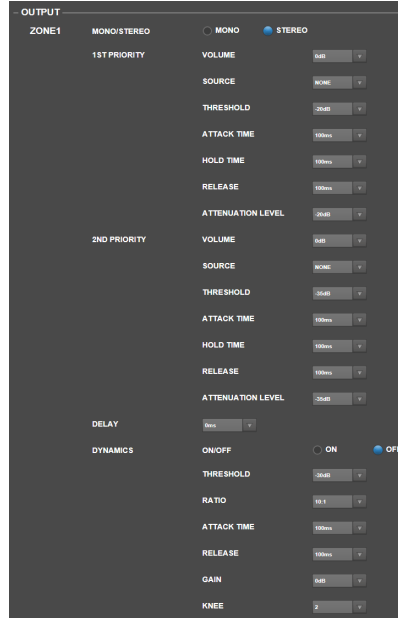 OUTPUT
ZONE1 MONO/STEREO MONO STEREO
1ST PRIORITY VOLUME 0dB
SOURCE NONE
THRESHOLD -20dB
ATTACK TIME 100ms
HOLD TIME 100ms
RELEASE 100ms
ATTENUATION LEVEL -20dB
2ND PRIORITY VOLUME 0dB
SOURCE NONE
THRESHOLD -35dB
ATTACK TIME 100ms
HOLD TIME 100ms
RELEASE 100ms
ATTENUATION LEVEL -35dB
DELAY 0ms
DYNAMICS ON/OFF ON OFF
THRESHOLD -30dB
RATIO 10:1
ATTACK TIME 100ms
RELEASE 100ms
GAIN 0dB
KNEE 2